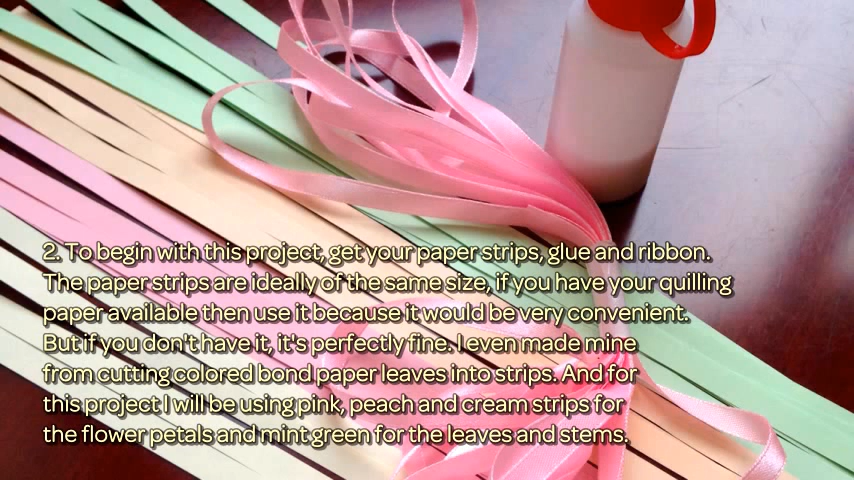 2. To begin with this project, get your paper strips, glue and ribbon.
The paper strips are ideally of the same size, if you have your quilling
paper available then use it because it would be very convenient.
But if you don't have it, it's perfectly fine. I even made mine
from cutting colored bond paper leaves into strips. And for
this project I will be using pink, peach and cream strips for
the flower petals and mint green for the leaves and stems.